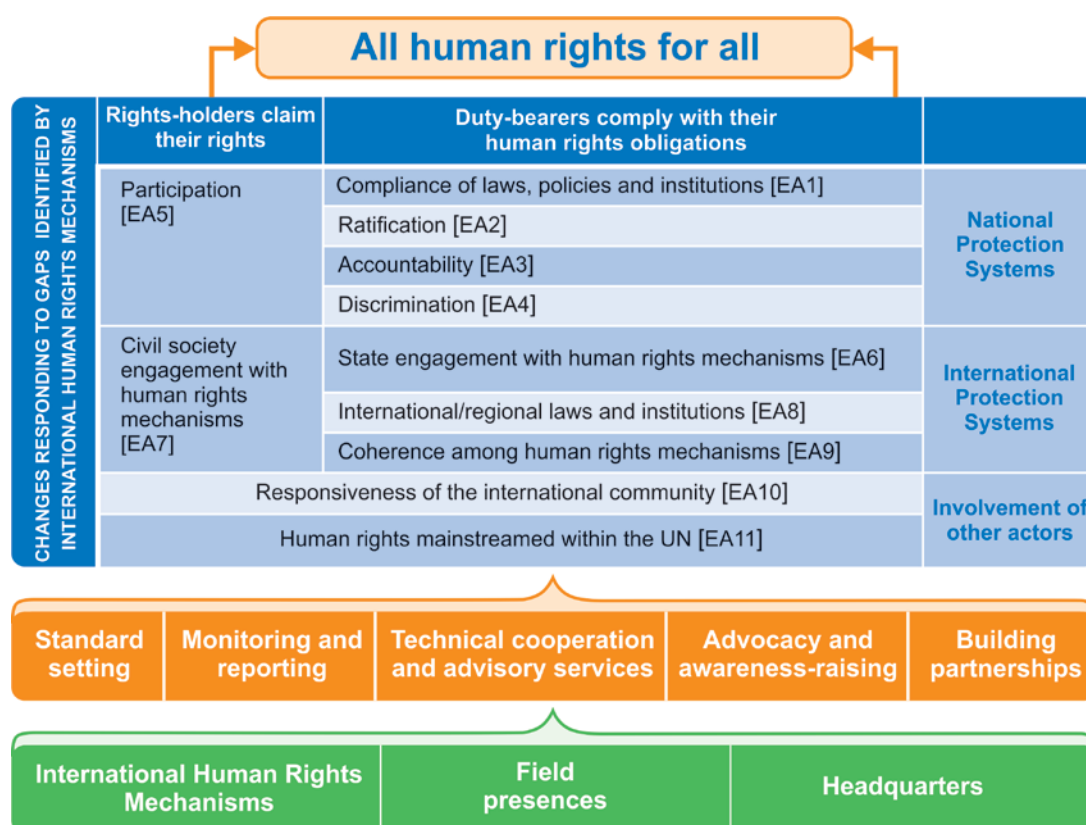 All human rights for all
CHANGES RESPONDING TO GAPS IDENTIFIED BY
INTERNATIONAL HUMAN RIGHTS MECHANISMS
Rights-holders claim
their rights
Duty-bearers comply with their
human rights obligations
Participation
[EA5]
Compliance of laws, policies and institutions [EA1]
Ratification [EA2]
Accountability [EA3]
Discrimination [EA4]
National
Protection
Systems
Civil society
engagement with
human rights
mechanisms
[EA7]
State engagement with human rights mechanisms [EA6]
International/regional laws and institutions [EA8]
Coherence among human rights mechanisms [EA9]
International
Protection
Systems
Responsiveness of the international community [EA10]
Human rights mainstreamed within the UN [EA11]
Involvement of
other actors
Standard
setting
Monitoring and
reporting
Technical cooperation
and advisory services
Advocacy and
awareness-raising
Building
partnerships
International Human Rights
Mechanisms
Field
presences
Headquarters